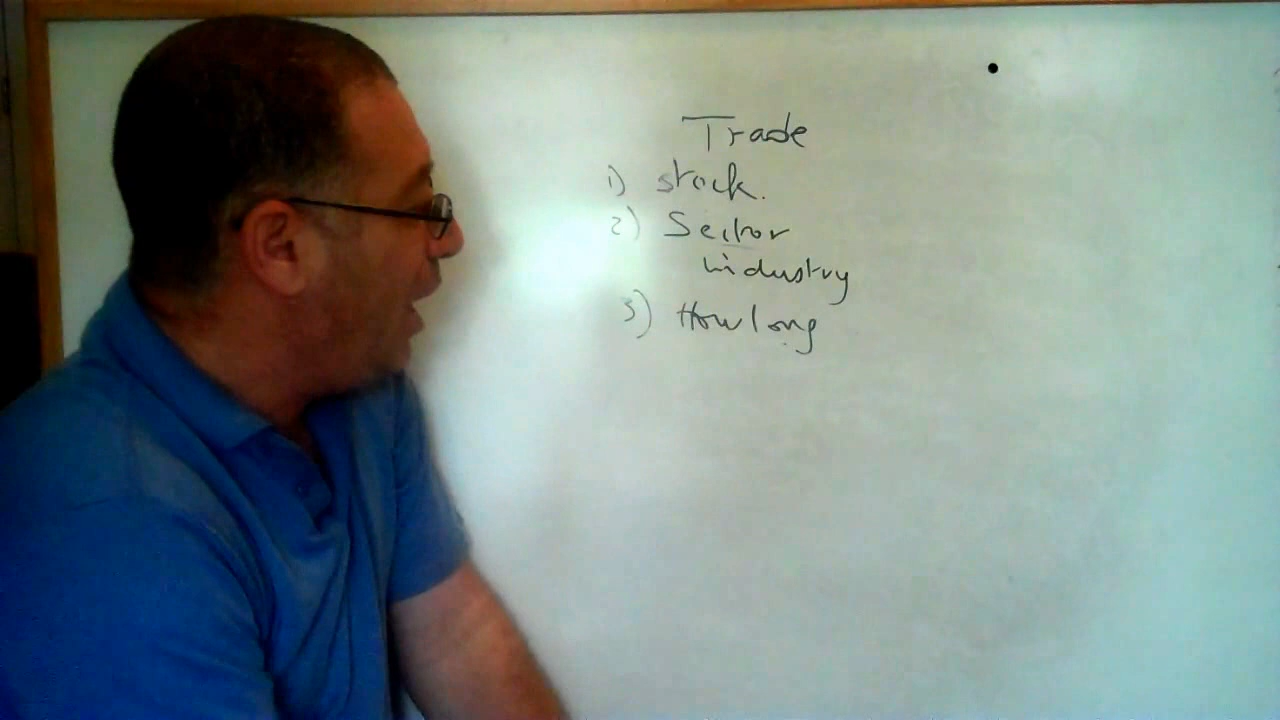 Trade
1) stock.
2) Sector
industry
3) How long